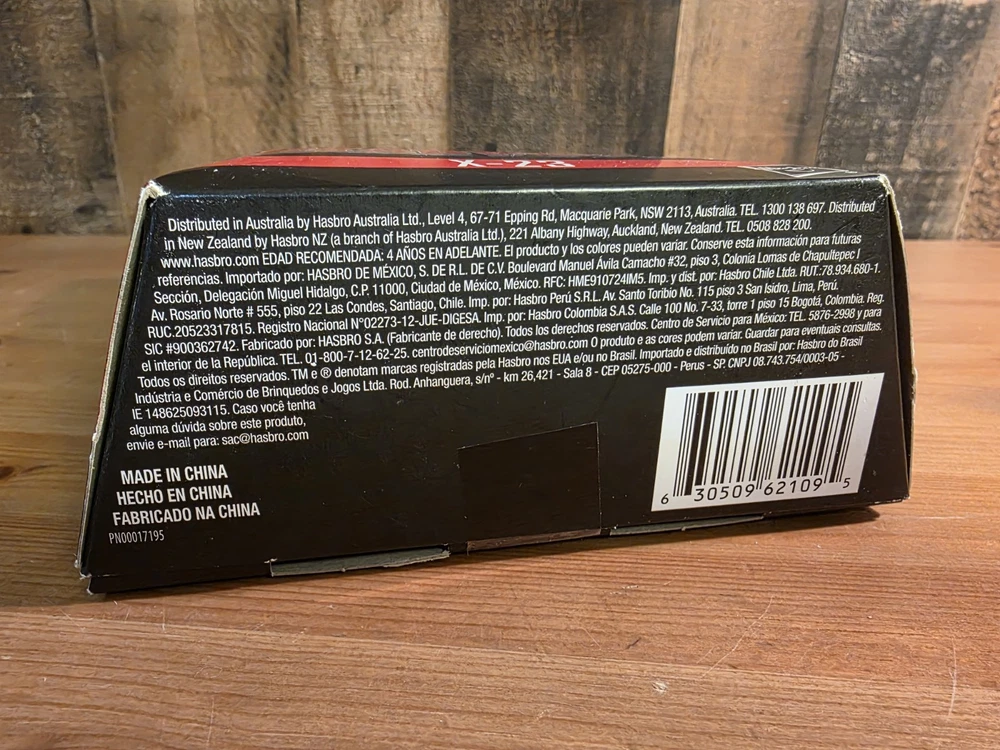 X-23
Distributed in Australia by Hasbro Australia Ltd., Level 4, 67-71 Epping Rd, Macquarie Park, NSW 2113, Australia. TEL. 1300 138 697. Distributed
in New Zealand by Hasbro NZ (a branch of Hasbro Australia Ltd.), 221 Albany Highway, Auckland, New Zealand. TEL. 0508 828 200.
www.hasbro.com EDAD RECOMENDADA: 4 AÑOS EN ADELANTE. El producto y los colores pueden variar. Conserve esta información para futuras
referencias. Importado por: HASBRO DE MÉXICO, S. DE R.L. DE C.V. Boulevard Manuel Ávila Camacho #32, piso 3, Colonia Lomas de Chapultepec I
Sección, Delegación Miguel Hidalgo, C.P. 11000, Ciudad de México, México. RFC: HME910724IM5. Imp. y dist. por: Hasbro Chile Ltda. RUT.:78.934.680-1.
Av. Rosario Norte # 555, piso 22 Las Condes, Santiago, Chile. Imp. por: Hasbro Perú S.R.L. Av. Santo Toribio No. 115 piso 3 San Isidro, Lima, Perú.
RUC.20523317815. Registro Nacional N°02273-12-JUE-DIGESA. Imp. por: Hasbro Colombia S.A.S. Calle 100 No. 7-33, torre 1 piso 15 Bogotá, Colombia. Reg.
SIC #900362742. Fabricado por: HASBRO S.A. (Fabricante de derecho). Todos los derechos reservados. Centro de Servicio para México: TEL. 5876-2998 y para
el interior de la República. TEL. 01-800-7-12-62-25. centrodeserviciomexico@hasbro.com O produto e as cores podem variar. Guardar para eventuais consultas.
Todos os direitos reservados. TM e ® denotam marcas registradas pela Hasbro nos EUA e/ou no Brasil. Importado e distribuído no Brasil por: Hasbro do Brasil
Indústria e Comércio de Brinquedos e Jogos Ltda. Rod. Anhanguera, s/nº - km 26,421 - Sala 8 - CEP 05275-000 - Perus - SP. CNPJ 08.743.754/0003-05 -
IE 148625093115. Caso você tenha
alguma dúvida sobre este produto,
envie e-mail para: sac@hasbro.com
MADE IN CHINA
HECHO EN CHINA
FABRICADO NA CHINA
PN00017195
6 30509 62109 5